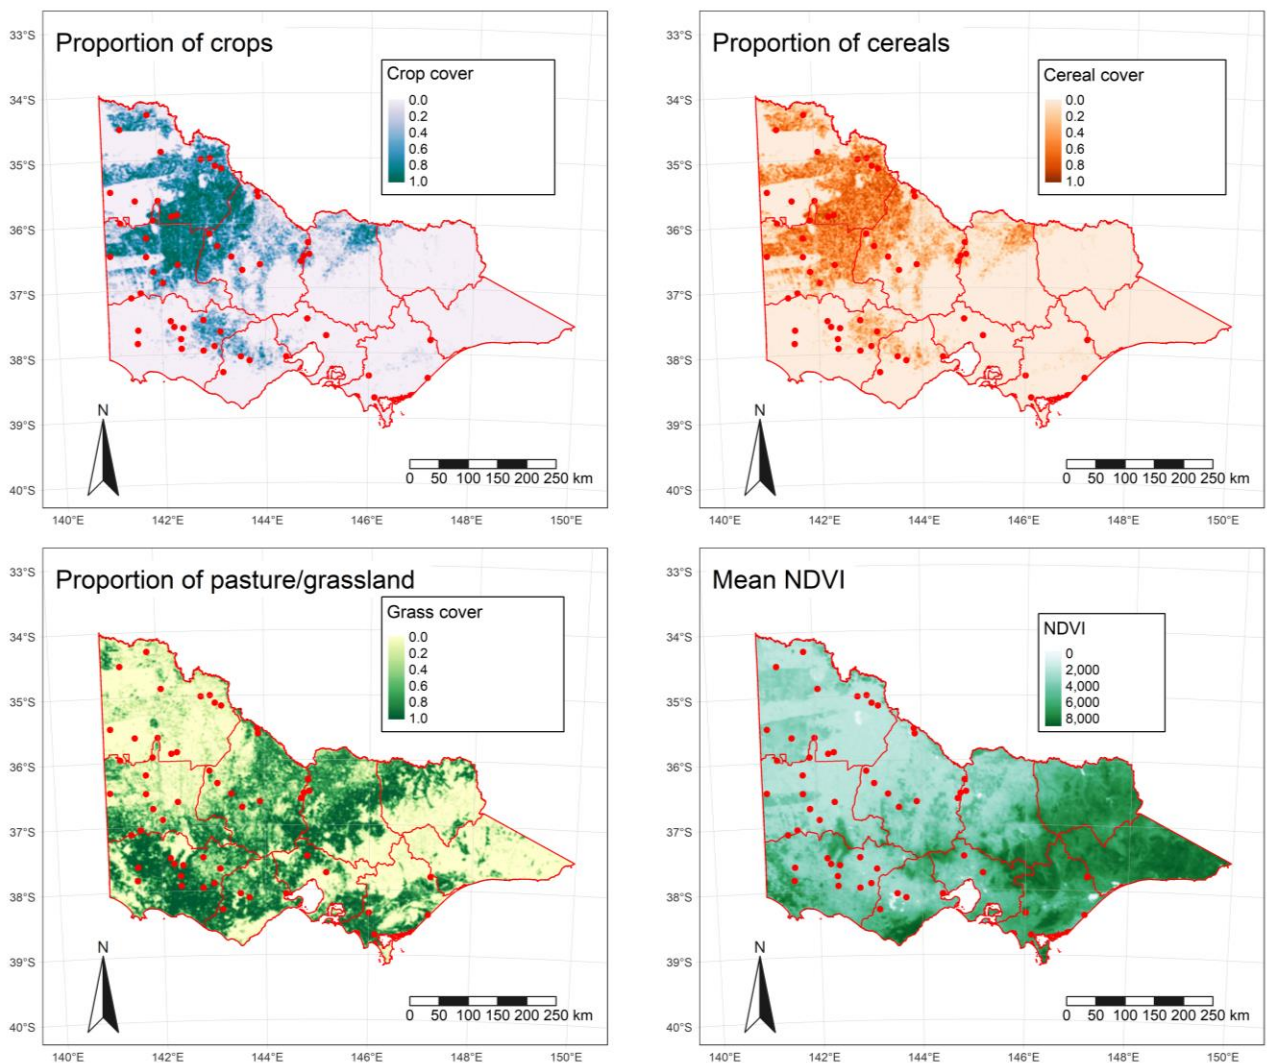 Proportion of crops
Crop cover
0.0
0.2
0.4
0.6
0.8
1.0
33°S
34°S
35°S
36°S
37°S
38°S
39°S
40°S
N
0 50 100 150 200 250 km
140°E 142°E 144°E 146°E 148°E 150°E
Proportion of cereals
Cereal cover
0.0
0.2
0.4
0.6
0.8
1.0
33°S
34°S
35°S
36°S
37°S
38°S
39°S
40°S
N
0 50 100 150 200 250 km
140°E 142°E 144°E 146°E 148°E 150°E
Proportion of pasture/grassland
Grass cover
0.0
0.2
0.4
0.6
0.8
1.0
33°S
34°S
35°S
36°S
37°S
38°S
39°S
40°S
N
0 50 100 150 200 250 km
140°E 142°E 144°E 146°E 148°E 150°E
Mean NDVI
NDVI
0
2,000
4,000
6,000
8,000
33°S
34°S
35°S
36°S
37°S
38°S
39°S
40°S
N
0 50 100 150 200 250 km
140°E 142°E 144°E 146°E 148°E 150°E